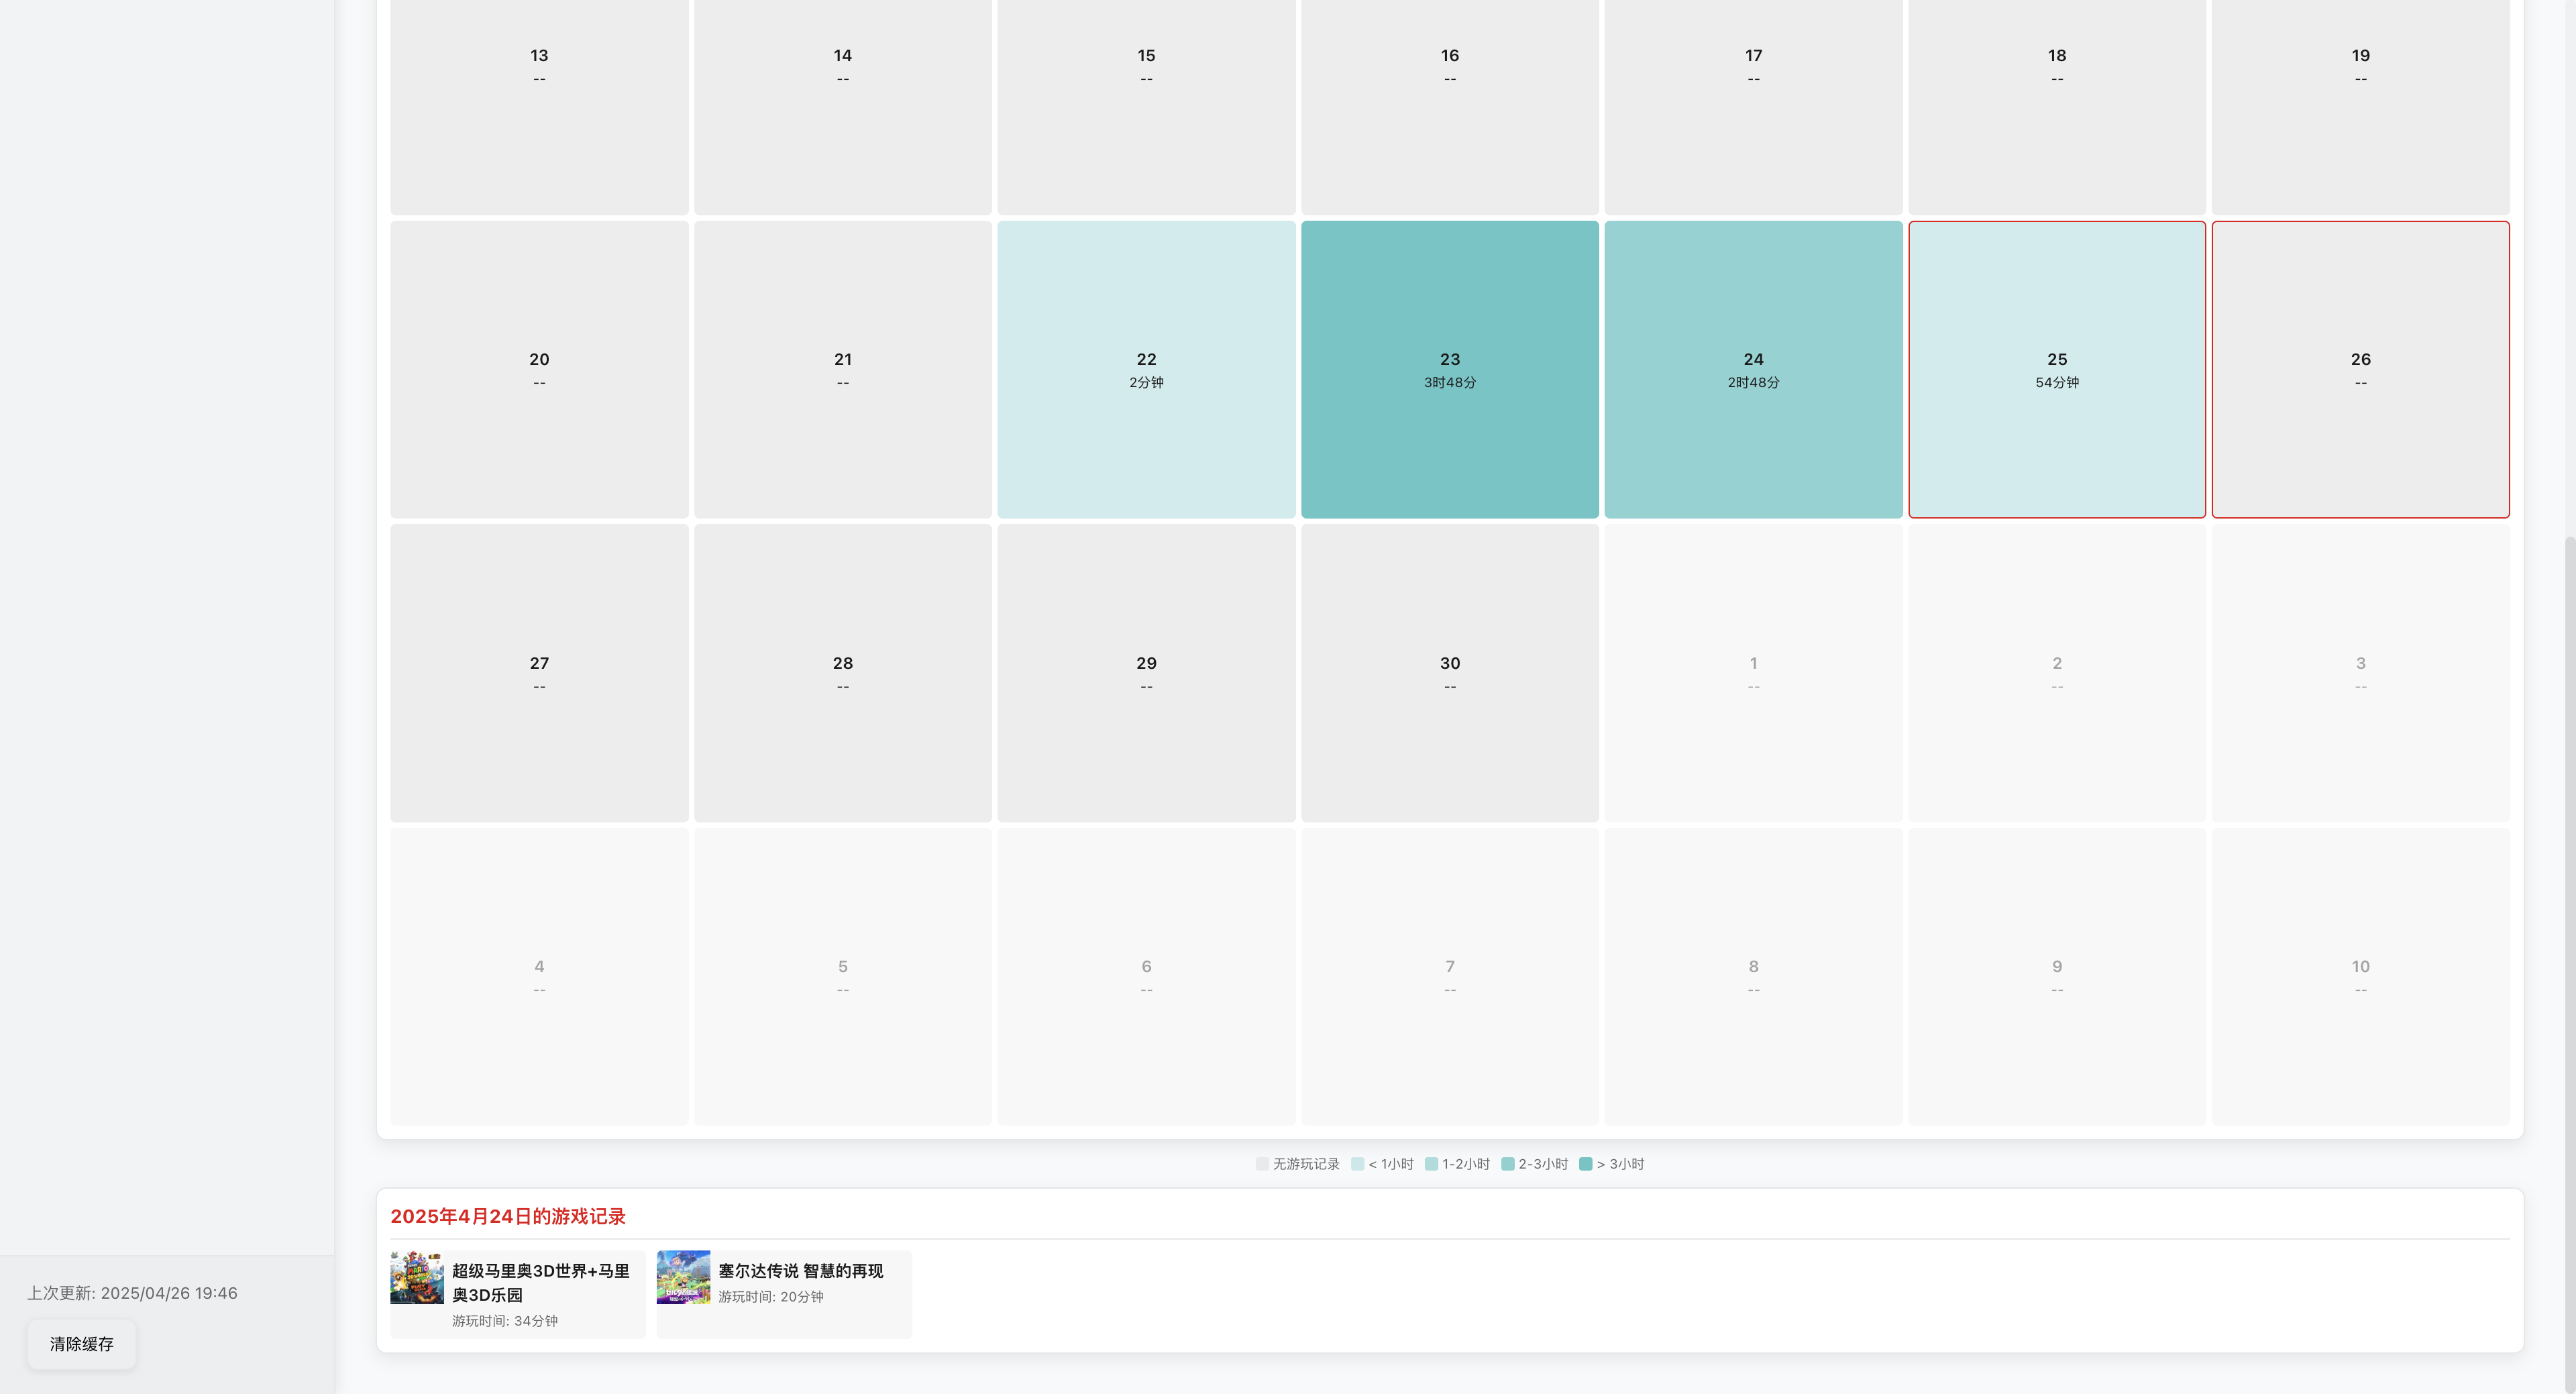 13 14 15 16 17 18 19
-- -- -- -- -- -- --
20 21 22 23 24 25 26
-- -- 2分钟 3时48分 2时48分 54分钟 --
27 28 29 30 1 2 3
-- -- -- -- -- -- --
4 5 6 7 8 9 10
-- -- -- -- -- -- --
无游玩记录 < 1小时 1-2小时 2-3小时 > 3小时
2025年4月24日的游戏记录
超级马里奥3D世界+马里
奥3D乐园
游玩时间: 34分钟
塞尔达传说 智慧的再现
游玩时间: 20分钟
上次更新: 2025/04/26 19:46
清除缓存